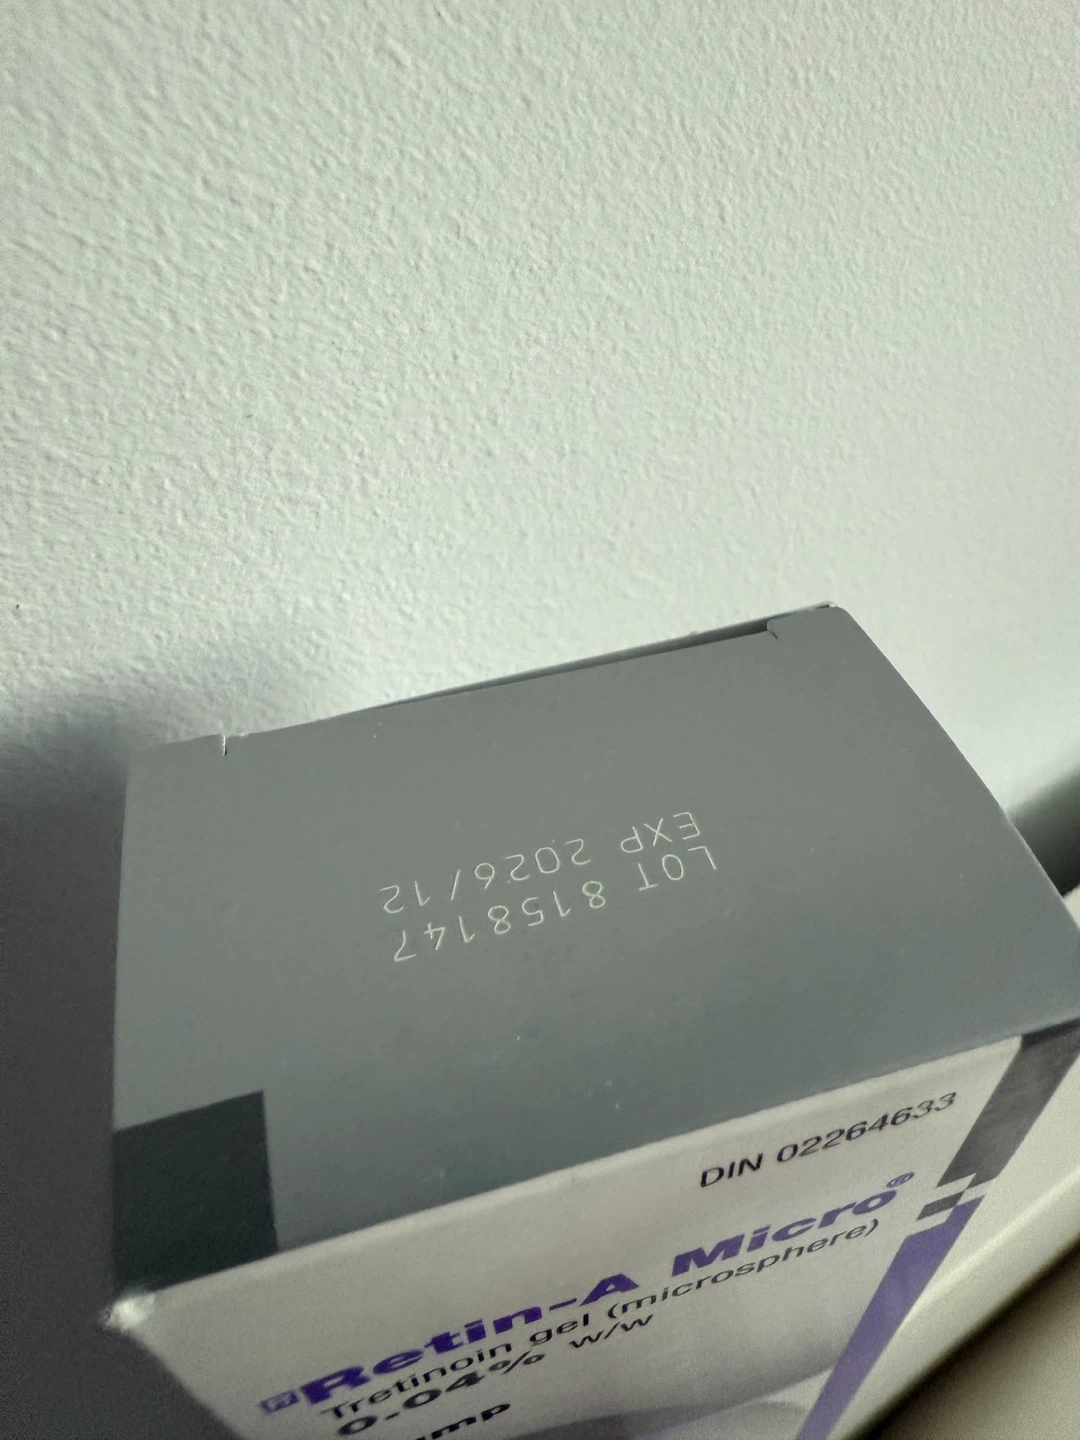 LOT 8158147
EXP 2026/12
DIN 02264633
Retin-A Micro®
Tretinoin gel (microsphere)
0.04% w/w